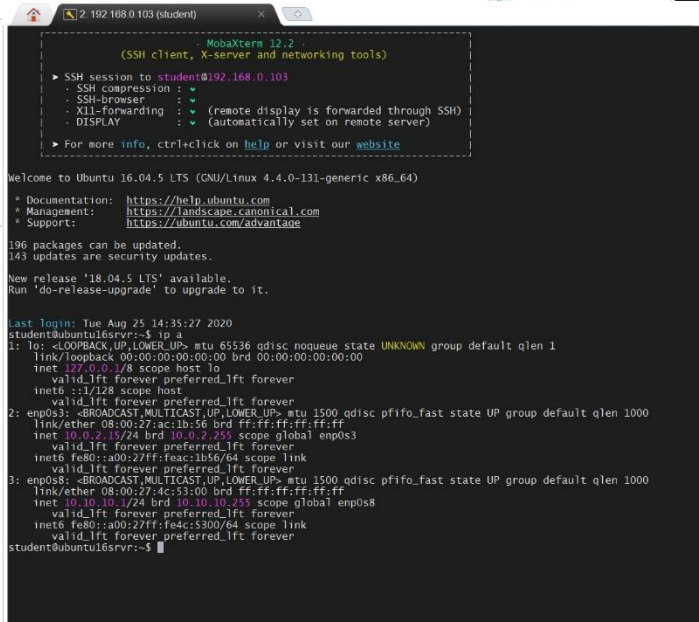 2. 192.168.0.103 (student)
· MobaXterm 12.2 ·
(SSH client, X-server and networking tools)
➤ SSH session to student@192.168.0.103
· SSH compression : ✔
· SSH-browser : ✔
· X11-forwarding : ✔ (remote display is forwarded through SSH)
· DISPLAY : ✔ (automatically set on remote server)
➤ For more info, ctrl+click on help or visit our website
Welcome to Ubuntu 16.04.5 LTS (GNU/Linux 4.4.0-131-generic x86_64)
* Documentation: https://help.ubuntu.com
* Management: https://landscape.canonical.com
* Support: https://ubuntu.com/advantage
196 packages can be updated.
143 updates are security updates.
New release '18.04.5 LTS' available.
Run 'do-release-upgrade' to upgrade to it.
Last login: Tue Aug 25 14:35:27 2020
student@ubuntu16srvr:~$ ip a
1: lo: <LOOPBACK,UP,LOWER_UP> mtu 65536 qdisc noqueue state UNKNOWN group default qlen 1
link/loopback 00:00:00:00:00:00 brd 00:00:00:00:00:00
inet 127.0.0.1/8 scope host lo
valid_lft forever preferred_lft forever
inet6 ::1/128 scope host
valid_lft forever preferred_lft forever
2: enp0s3: <BROADCAST,MULTICAST,UP,LOWER_UP> mtu 1500 qdisc pfifo_fast state UP group default qlen 1000
link/ether 08:00:27:ac:1b:56 brd ff:ff:ff:ff:ff:ff
inet 10.0.2.15/24 brd 10.0.2.255 scope global enp0s3
valid_lft forever preferred_lft forever
inet6 fe80::a00:27ff:feac:1b56/64 scope link
valid_lft forever preferred_lft forever
3: enp0s8: <BROADCAST,MULTICAST,UP,LOWER_UP> mtu 1500 qdisc pfifo_fast state UP group default qlen 1000
link/ether 08:00:27:4c:53:00 brd ff:ff:ff:ff:ff:ff
inet 10.10.10.1/24 brd 10.10.10.255 scope global enp0s8
valid_lft forever preferred_lft forever
inet6 fe80::a00:27ff:fe4c:5300/64 scope link
valid_lft forever preferred_lft forever
student@ubuntu16srvr:~$